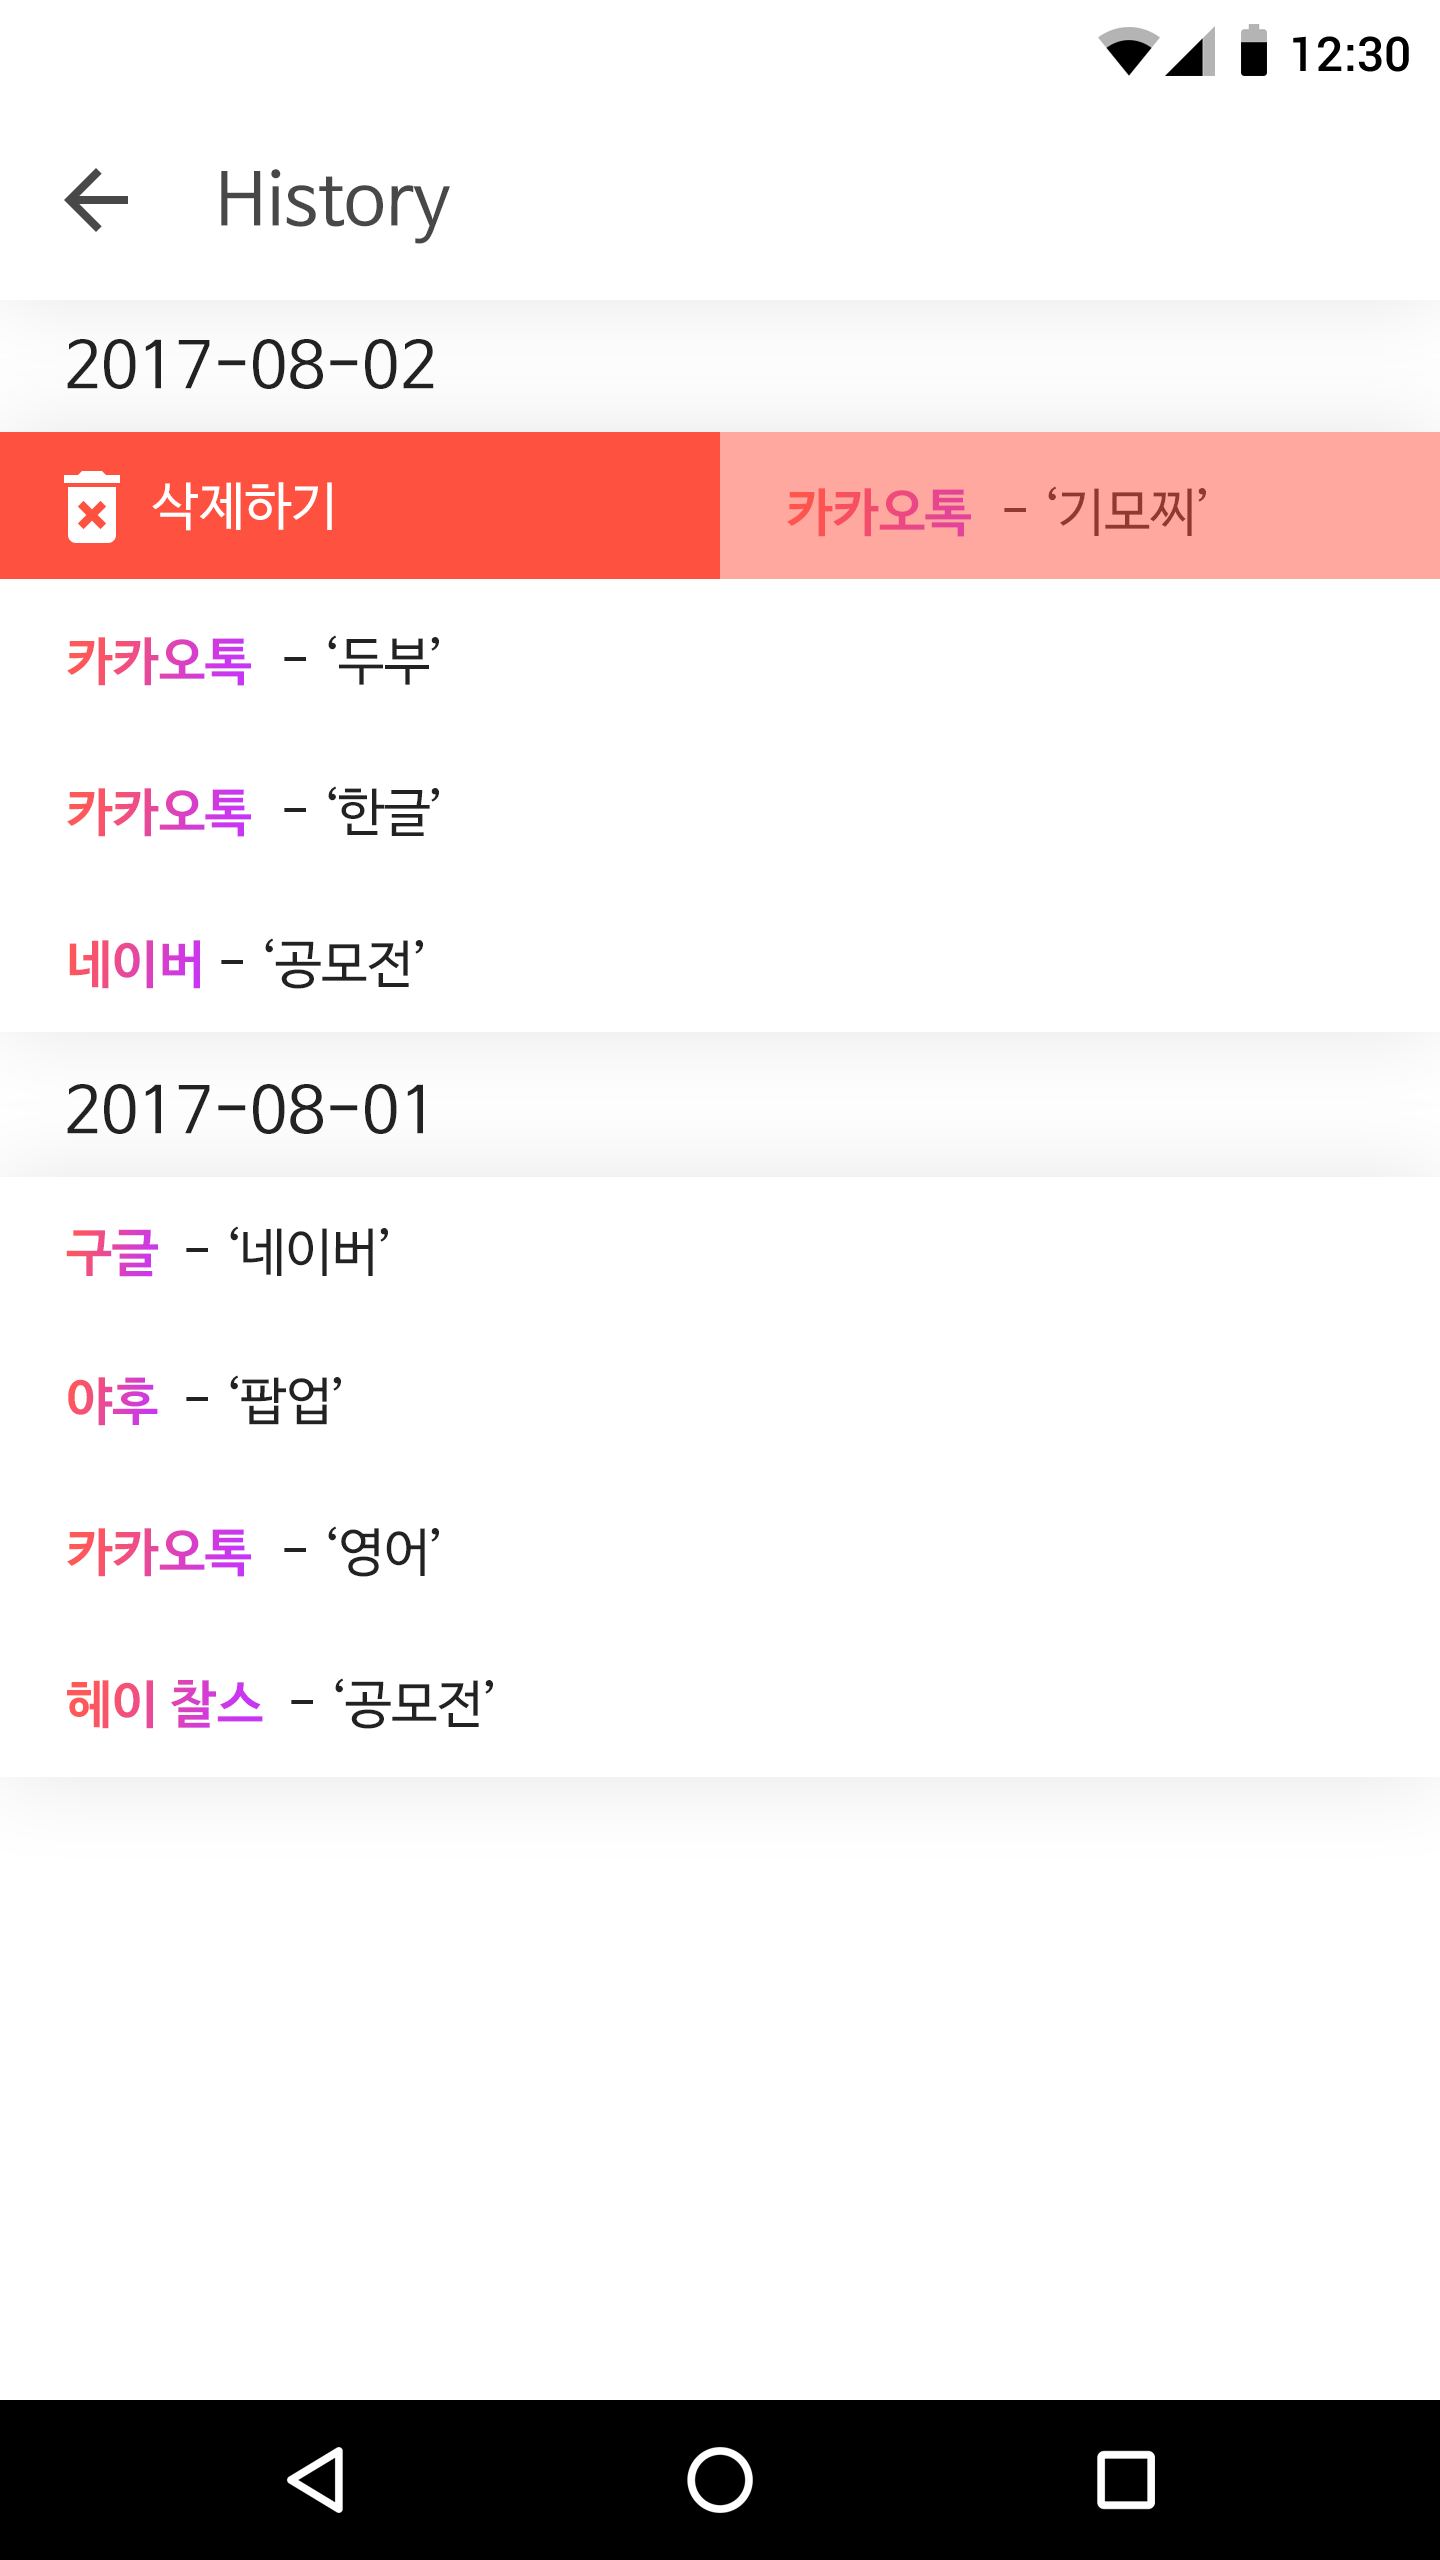 12:30
History
2017-08-02
삭제하기 카카오톡 - ‘기모찌’
카카오톡 - ‘두부’
카카오톡 - ‘한글’
네이버 - ‘공모전’
2017-08-01
구글 - ‘네이버’
야후 - ‘팝업’
카카오톡 - ‘영어’
헤이 찰스 - ‘공모전’